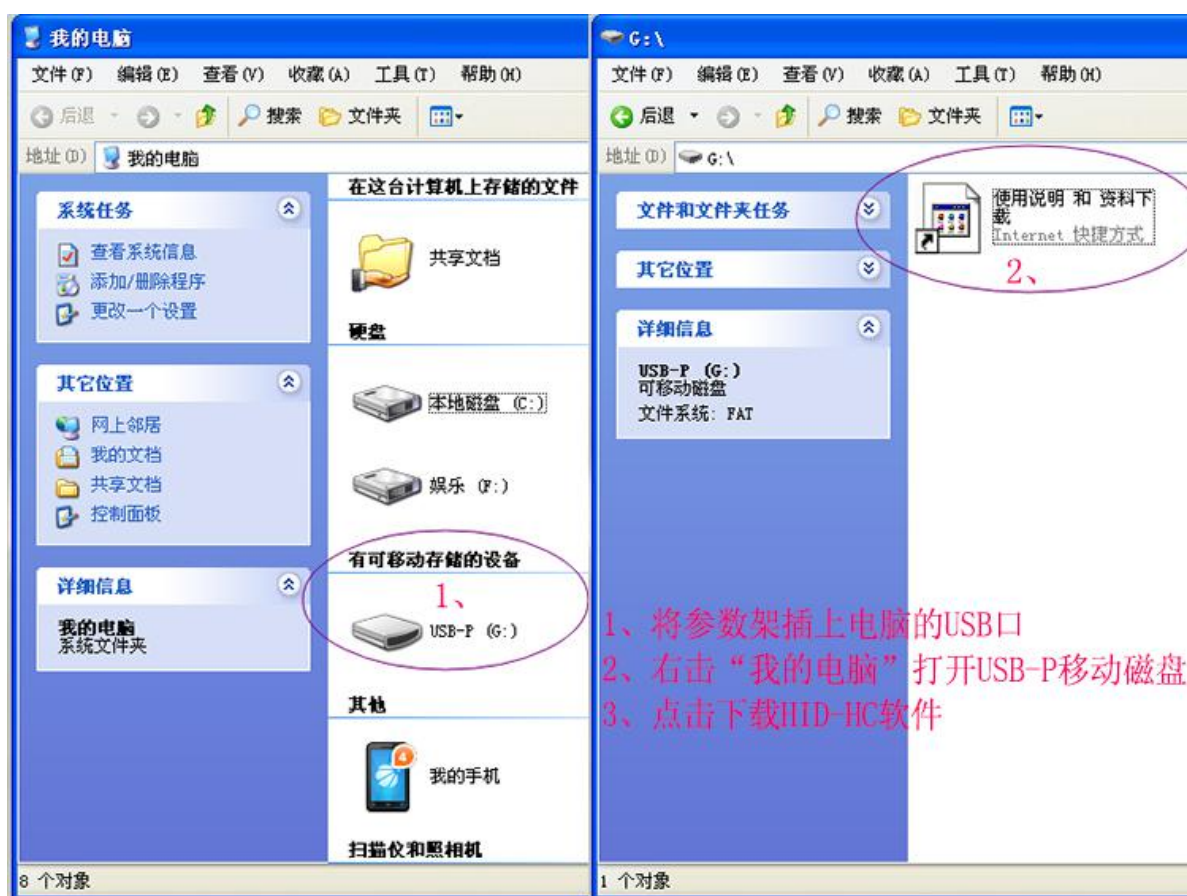 我的电脑
文件(F) 编辑(E) 查看(V) 收藏(A) 工具(T) 帮助(H)
后退 搜索 文件夹
地址(D) 我的电脑
系统任务
查看系统信息
添加/删除程序
更改一个设置
其它位置
网上邻居
我的文档
共享文档
控制面板
详细信息
我的电脑
系统文件夹
在这台计算机上存储的文件
共享文档
硬盘
本地磁盘 (C:)
娱乐 (F:)
有可移动存储的设备
1、
USB-P (G:)
其他
4
我的手机
扫描仪和照相机
8 个对象
G:\
文件(F) 编辑(E) 查看(V) 收藏(A) 工具(T) 帮助(H)
后退 搜索 文件夹
地址(D) G:\
文件和文件夹任务
其它位置
详细信息
USB-P (G:)
可移动磁盘
文件系统: FAT
使用说明 和 资料下
载
Internet 快捷方式
2、
1、将参数架插上电脑的USB口
2、右击“我的电脑”打开USB-P移动磁盘
3、点击下载HID-HC软件
1 个对象